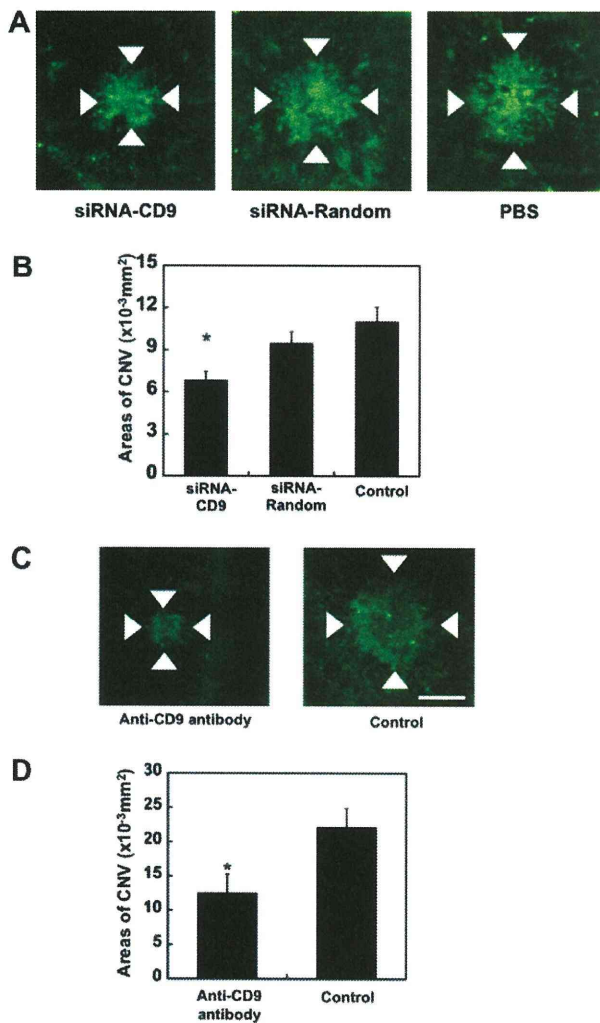 A
siRNA-CD9 siRNA-Random PBS
B
Areas of CNV (x10-3mm2)
15
12
9
6
3
0
*
siRNA-
CD9
siRNA-
Random
Control
C
Anti-CD9 antibody Control
D
Areas of CNV (x10-3mm2)
30
25
20
15
10
5
0
*
Anti-CD9
antibody
Control